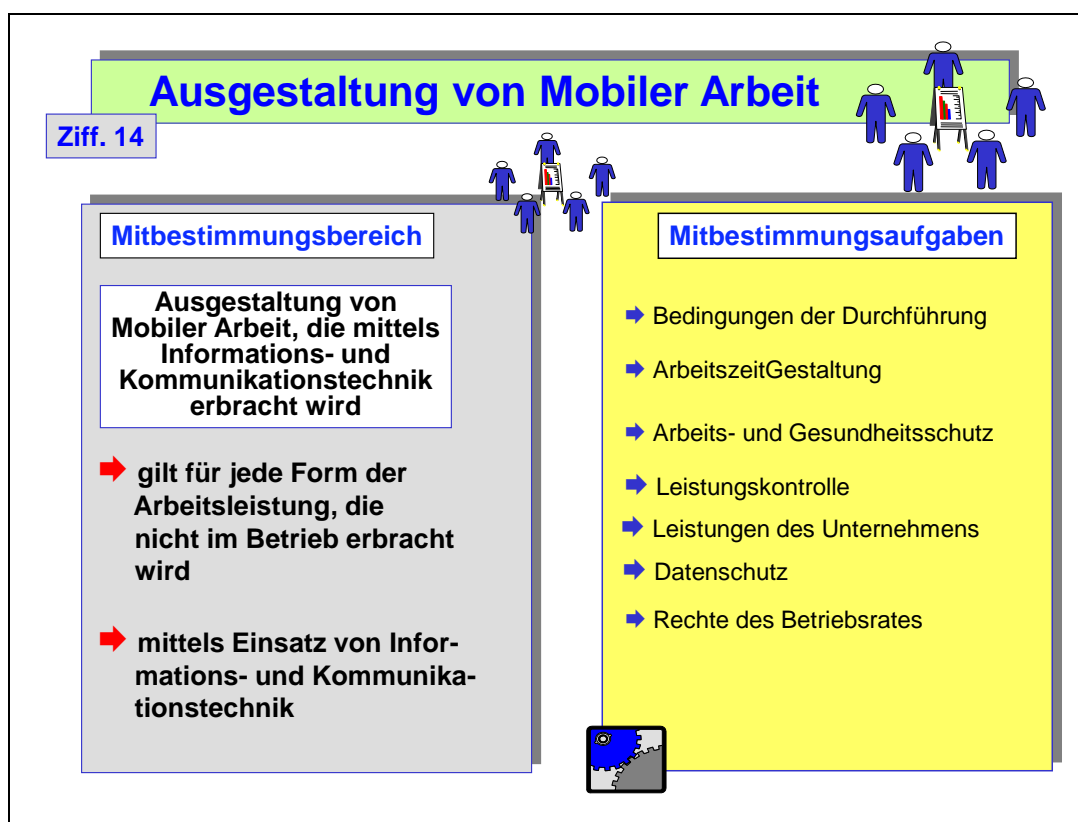 Ausgestaltung von Mobiler Arbeit
Ziff. 14
Mitbestimmungsbereich
Ausgestaltung von
Mobiler Arbeit, die mittels
Informations- und
Kommunikationstechnik
erbracht wird
gilt für jede Form der
Arbeitsleistung, die
nicht im Betrieb erbracht
wird
mittels Einsatz von Infor-
mations- und Kommunika-
tionstechnik
Mitbestimmungsaufgaben
Bedingungen der Durchführung
ArbeitszeitGestaltung
Arbeits- und Gesundheitsschutz
Leistungskontrolle
Leistungen des Unternehmens
Datenschutz
Rechte des Betriebsrates